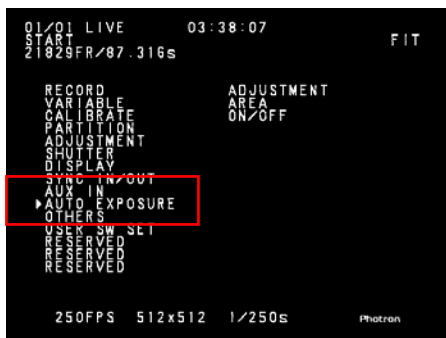 01/01 LIVE 03:38:07
START FIT
21829FR/87.316s
RECORD ADJUSTMENT
VARIABLE AREA
CALIBRATE ON/OFF
PARTITION
ADJUSTMENT
SHUTTER
DISPLAY
SYNC IN/OUT
AUX IN
▶AUTO EXPOSURE
OTHERS
USER SW SET
RESERVED
RESERVED
RESERVED
250FPS 512x512 1/250s Photron